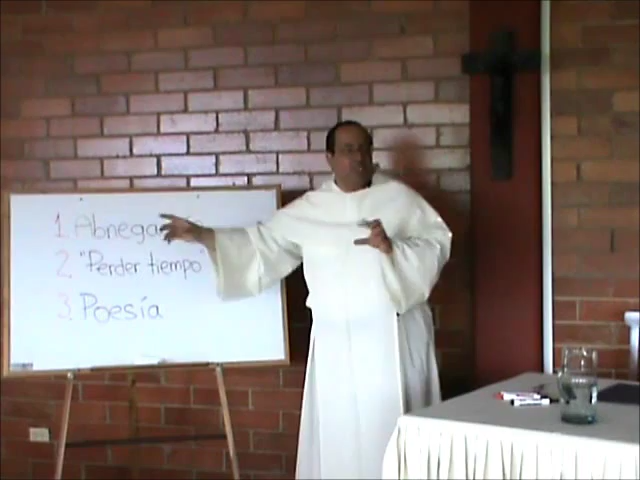 1. Abnega
2. "Perder tiempo"
3. Poesía